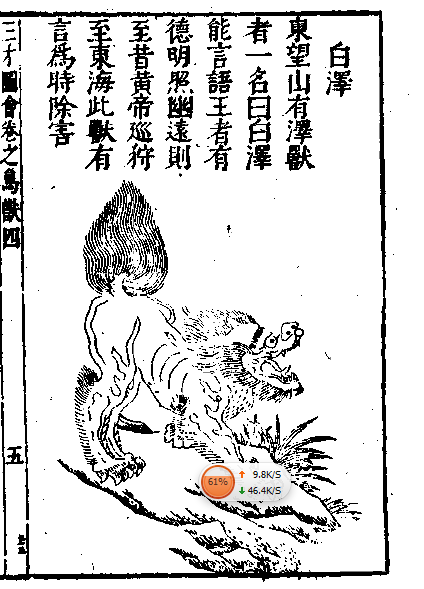 白澤
東望山有澤獸
者一名曰白澤
能言語王者有
德明照幽遠則
至昔黄帝巡狩
至東海此獸有
言爲時除害
三才圖會卷之鳥獸四
五
61%
9.8K/S
46.4K/S